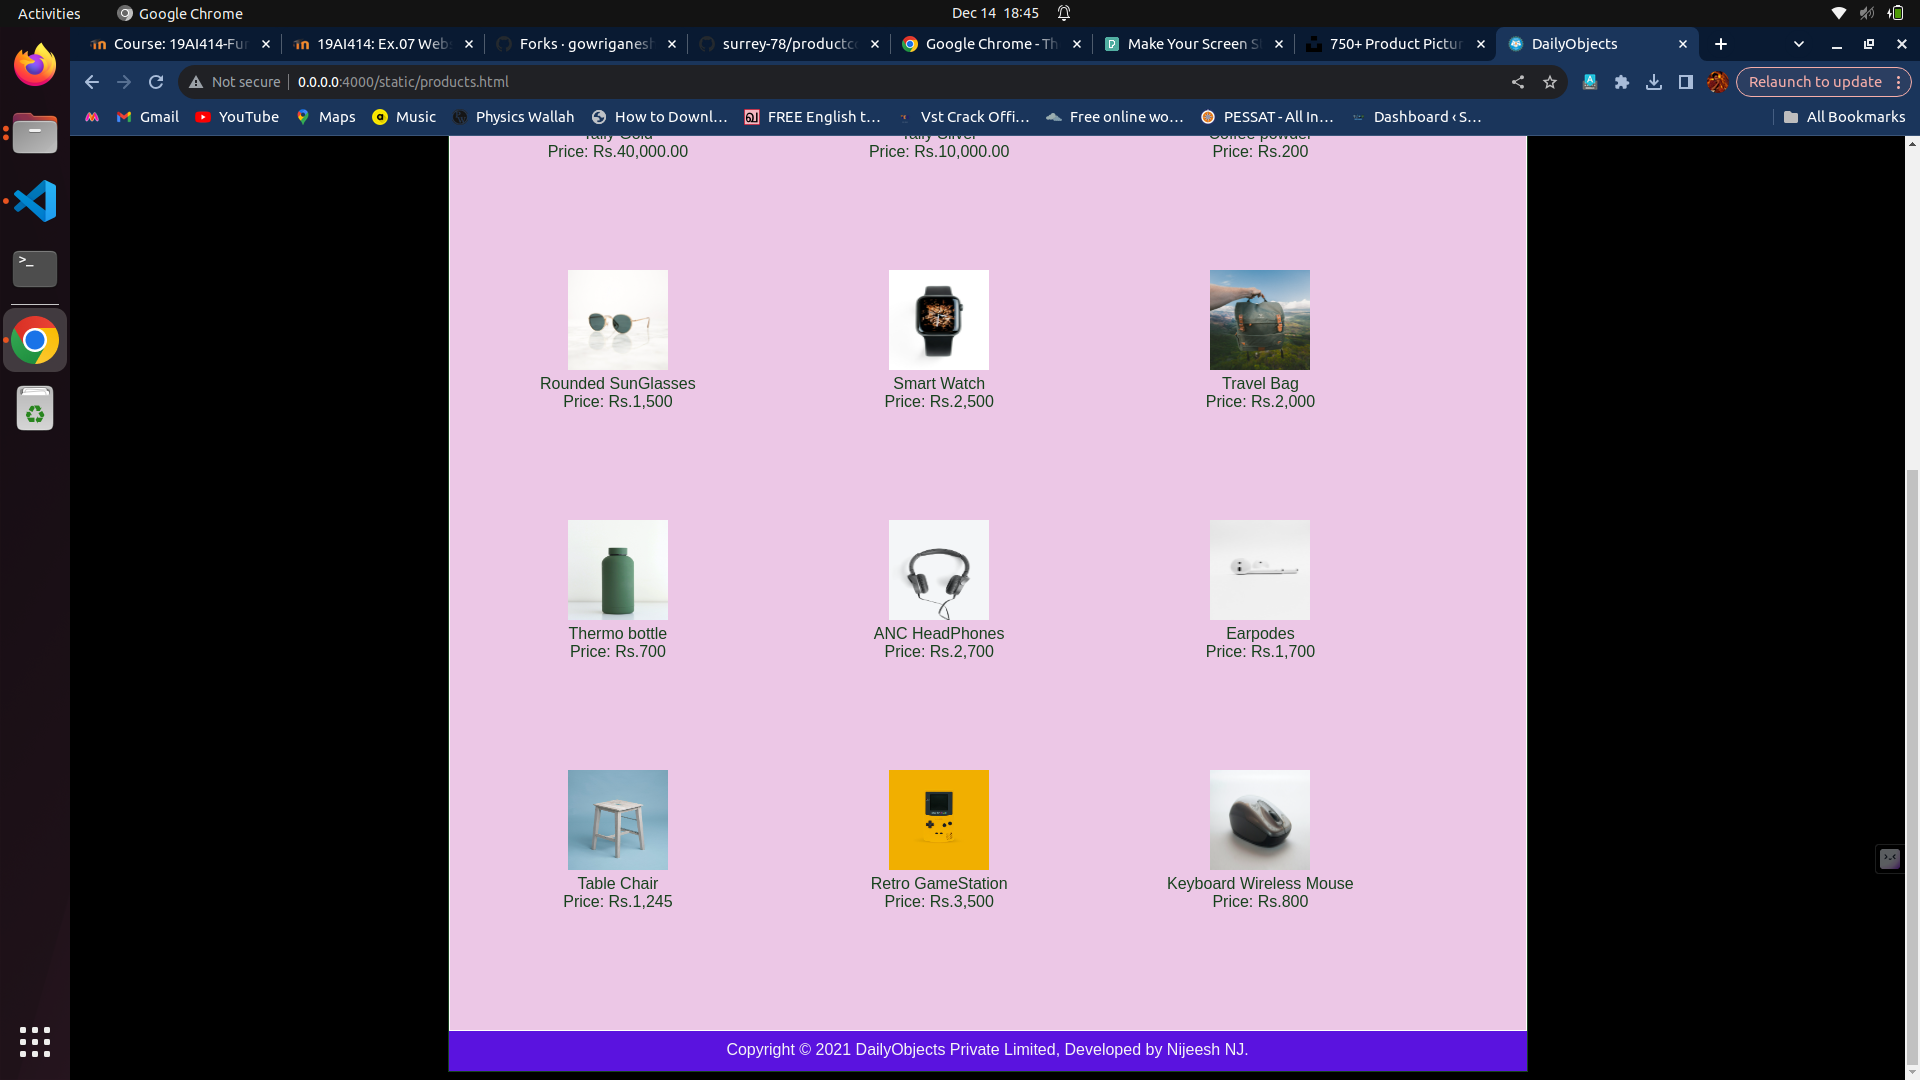 Activities
Google Chrome
Dec 14 18:45
Course: 19AI414-Fur
19AI414: Ex.07 Webs
Forks · gowriganesh
surrey-78/productco
Google Chrome - Th
Make Your Screen S
750+ Product Pictur
DailyObjects
Not secure
0.0.0.0:4000/static/products.html
Relaunch to update
Gmail
YouTube
Maps
Music
Physics Wallah
How to Downl...
FREE English t...
Vst Crack Offi...
Free online wo...
PESSAT - All In...
Dashboard ‹ S...
All Bookmarks
Tally Gold
Tally Silver
Coffee powder
Price: Rs.40,000.00
Price: Rs.10,000.00
Price: Rs.200
Rounded SunGlasses
Price: Rs.1,500
Smart Watch
Price: Rs.2,500
Travel Bag
Price: Rs.2,000
Thermo bottle
Price: Rs.700
ANC HeadPhones
Price: Rs.2,700
Earpodes
Price: Rs.1,700
Table Chair
Price: Rs.1,245
Retro GameStation
Price: Rs.3,500
Keyboard Wireless Mouse
Price: Rs.800
Copyright © 2021 DailyObjects Private Limited, Developed by Nijeesh NJ.